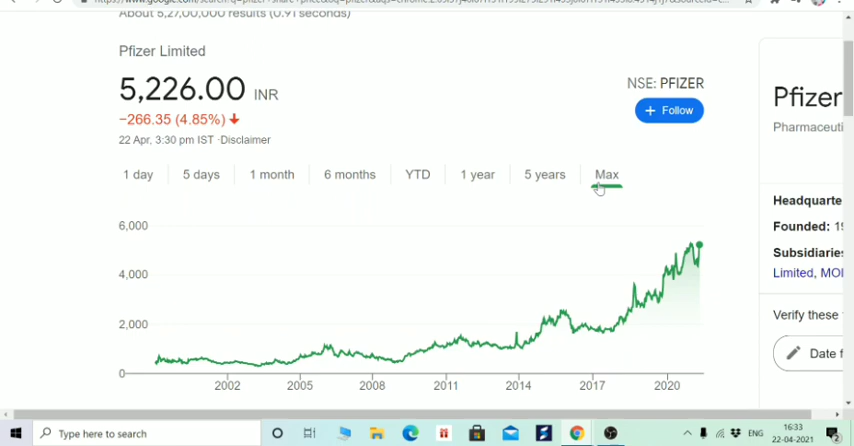 About 5,27,00,000 results (0.91 seconds)
Pfizer Limited
5,226.00 INR
−266.35 (4.85%)
22 Apr, 3:30 pm IST · Disclaimer
NSE: PFIZER
+ Follow
1 day 5 days 1 month 6 months YTD 1 year 5 years Max
6,000
4,000
2,000
0
2002 2005 2008 2011 2014 2017 2020
Pfizer
Pharmaceuti
Headquarte
Founded:
Subsidiaries
Limited, MO
Verify these
Date f
Type here to search
ENG
16:33
22-04-2021
2